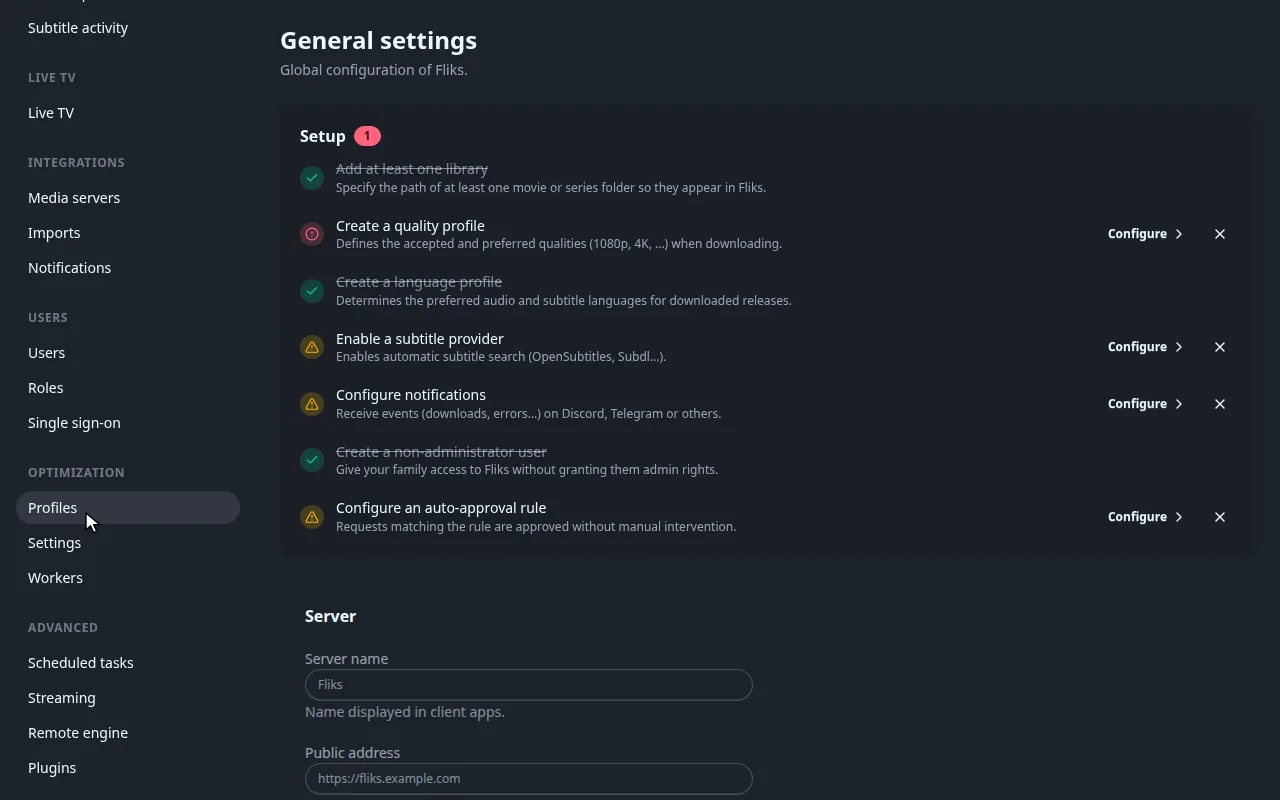 Subtitle activity
LIVE TV
Live TV
INTEGRATIONS
Media servers
Imports
Notifications
USERS
Users
Roles
Single sign-on
OPTIMIZATION
Profiles
Settings
Workers
ADVANCED
Scheduled tasks
Streaming
Remote engine
Plugins
General settings
Global configuration of Fliks.
Setup 1
Add at least one library
Specify the path of at least one movie or series folder so they appear in Fliks.
Create a quality profile
Defines the accepted and preferred qualities (1080p, 4K, ...) when downloading.
Configure
Create a language profile
Determines the preferred audio and subtitle languages for downloaded releases.
Enable a subtitle provider
Enables automatic subtitle search (OpenSubtitles, Subdl...).
Configure
Configure notifications
Receive events (downloads, errors...) on Discord, Telegram or others.
Configure
Create a non-administrator user
Give your family access to Fliks without granting them admin rights.
Configure an auto-approval rule
Requests matching the rule are approved without manual intervention.
Configure
Server
Server name
Fliks
Name displayed in client apps.
Public address
https://fliks.example.com